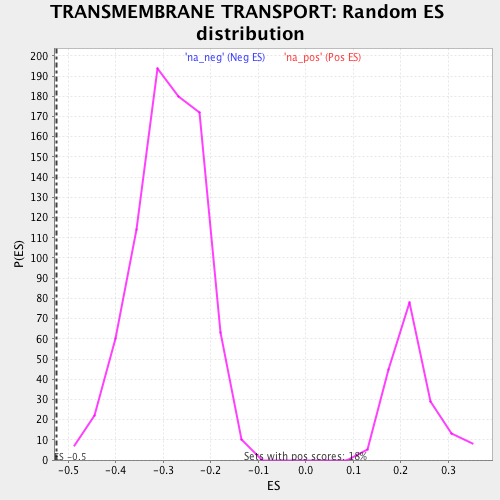 TRANSMEMBRANE TRANSPORT: Random ES
distribution
'na_neg' (Neg ES) 'na_pos' (Pos ES)
200
190
180
170
160
150
140
130
120
110
100
90
80
70
60
50
40
30
20
10
0
P(ES)
ES -0.5
Sets with pos scores: 18%
-0.5 -0.4 -0.3 -0.2 -0.1 0.0 0.1 0.2 0.3
ES